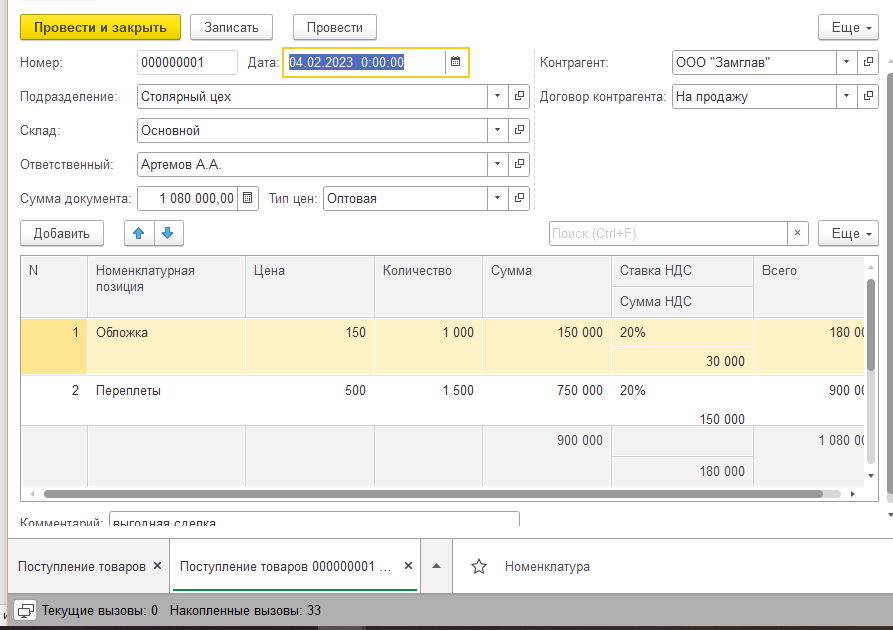 Провести и закрыть Записать Провести Еще
Номер: 000000001 Дата: 04.02.2023 0:00:00 Контрагент: ООО "Замглав"
Подразделение: Столярный цех Договор контрагента: На продажу
Склад: Основной
Ответственный: Артемов А.А.
Сумма документа: 1 080 000,00 Тип цен: Оптовая
Добавить Поиск (Ctrl+F) × Еще
N Номенклатурная позиция Цена Количество Сумма Ставка НДС Всего
Сумма НДС
1 Обложка 150 1 000 150 000 20% 180 00
30 000
2 Переплеты 500 1 500 750 000 20% 900 00
150 000
900 000 1 080 00
180 000
Комментарий: выгодная сделка
Поступление товаров × Поступление товаров 000000001 ... × Номенклатура
Текущие вызовы: 0 Накопленные вызовы: 33